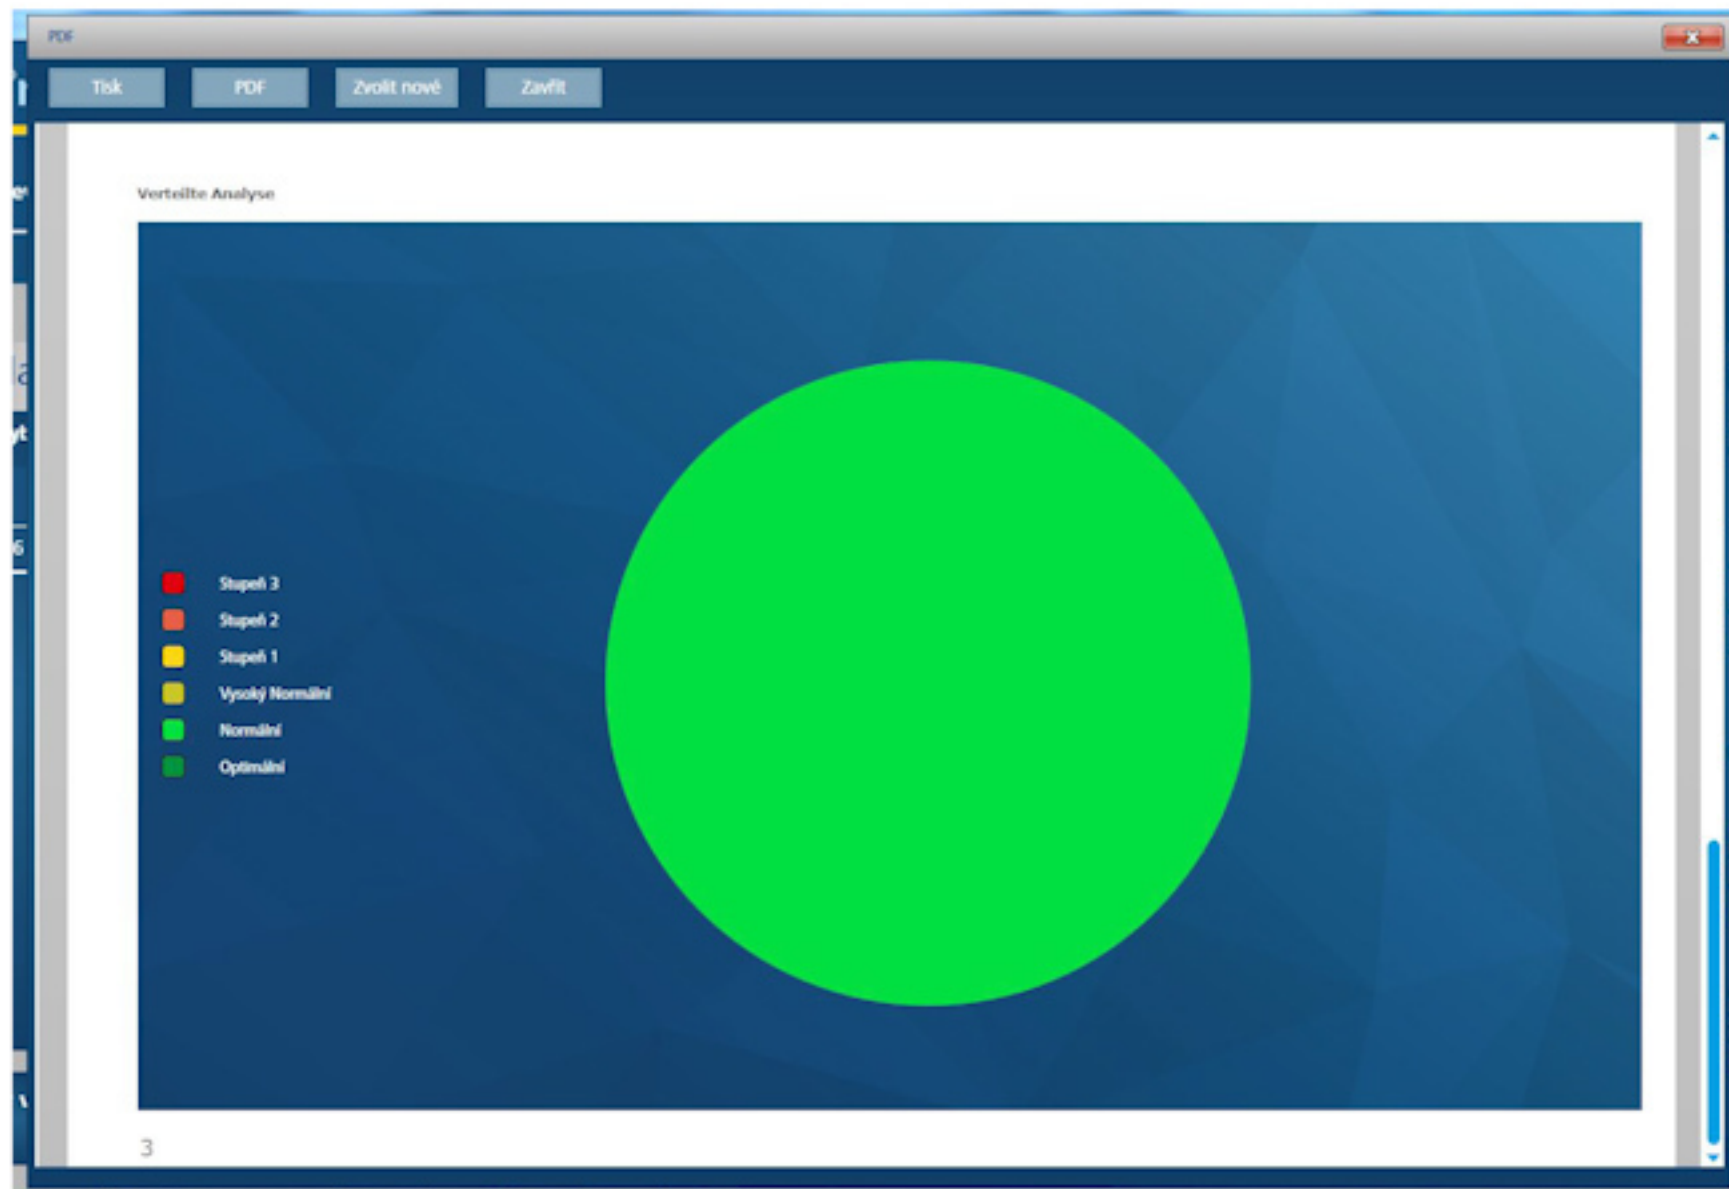 PDF
Tisk PDF Zvolit nové Zavřít
Verteilte Analyse
Stupeň 3
Stupeň 2
Stupeň 1
Vysoký Normální
Normální
Optimální
3